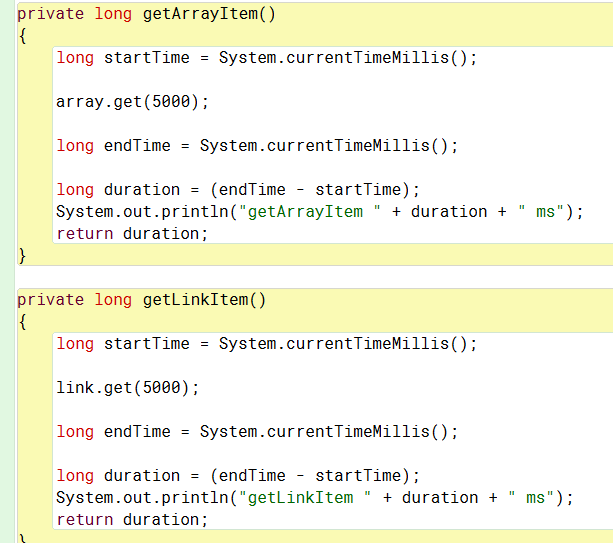 private long getArrayItem()
{
long startTime = System.currentTimeMillis();
array.get(5000);
long endTime = System.currentTimeMillis();
long duration = (endTime - startTime);
System.out.println("getArrayItem " + duration + " ms");
return duration;
}
private long getLinkItem()
{
long startTime = System.currentTimeMillis();
link.get(5000);
long endTime = System.currentTimeMillis();
long duration = (endTime - startTime);
System.out.println("getLinkItem " + duration + " ms");
return duration;
}